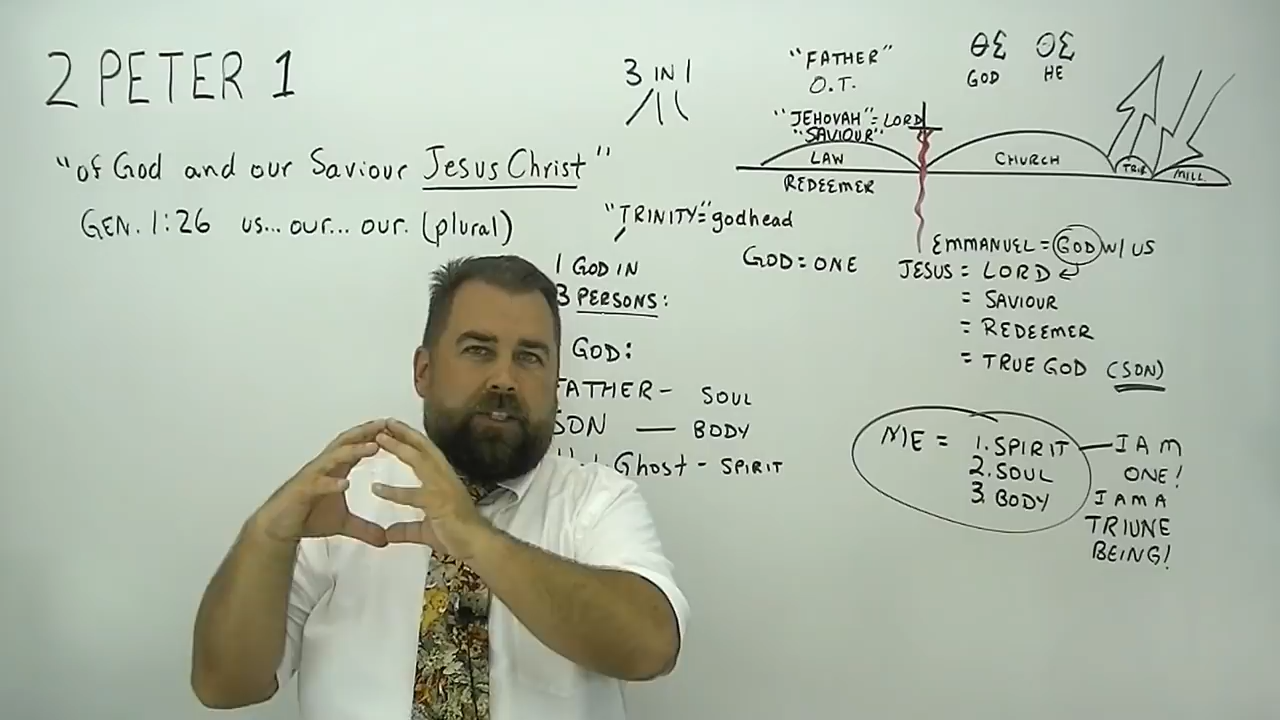 2 PETER 1
"of God and our Saviour Jesus Christ"
GEN. 1:26 us... our... our. (plural)
3 IN 1
"TRINITY"= godhead
1 GOD IN
3 PERSONS:
GOD:
FATHER - SOUL
SON — BODY
Ghost - SPIRIT
GOD = ONE
"FATHER"
O.T.
"JEHOVAH" = LORD
"SAVIOUR"
LAW
REDEEMER
CHURCH
TRIB
MILL.
ΘΣ ΟΣ
GOD HE
EMMANUEL = GOD W/ US
JESUS = LORD
= SAVIOUR
= REDEEMER
= TRUE GOD (SON)
ME = 1. SPIRIT
2. SOUL
3. BODY
I AM
ONE!
I AM A
TRIUNE
BEING!